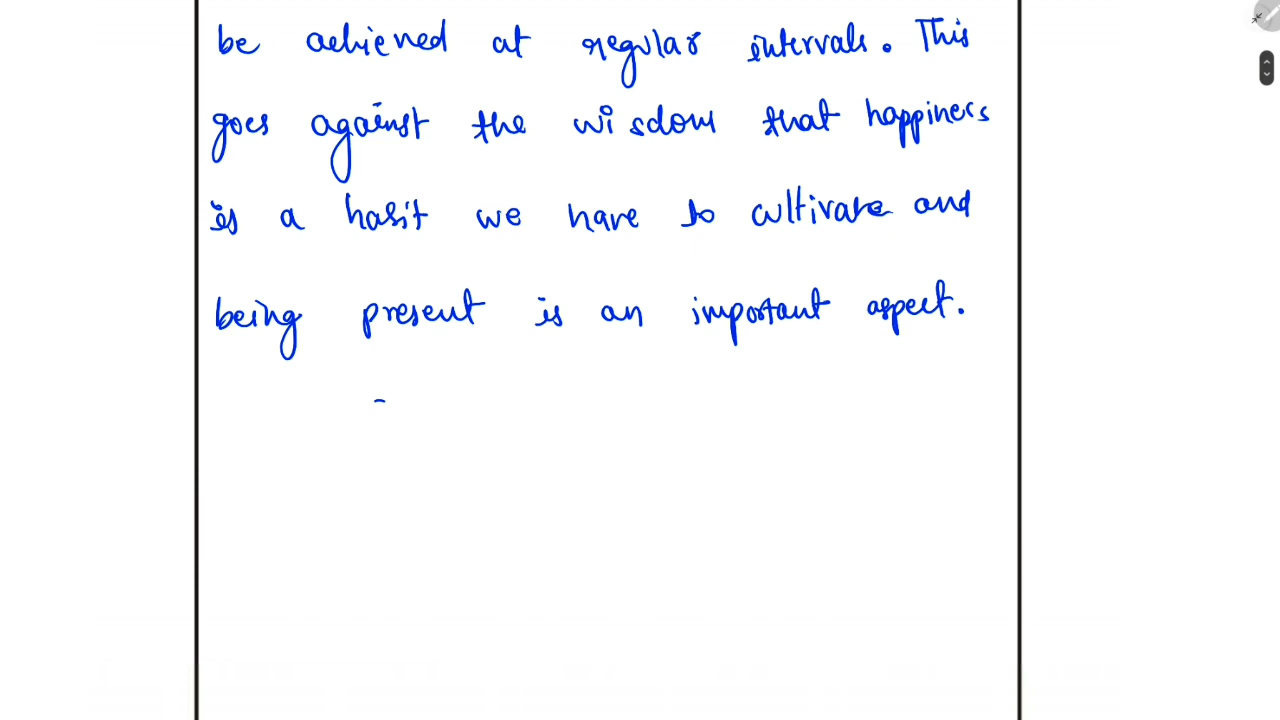 be achieved at regular intervals. This
goes against the wisdom that happiness
is a habit we have to cultivate and
being present is an important aspect.